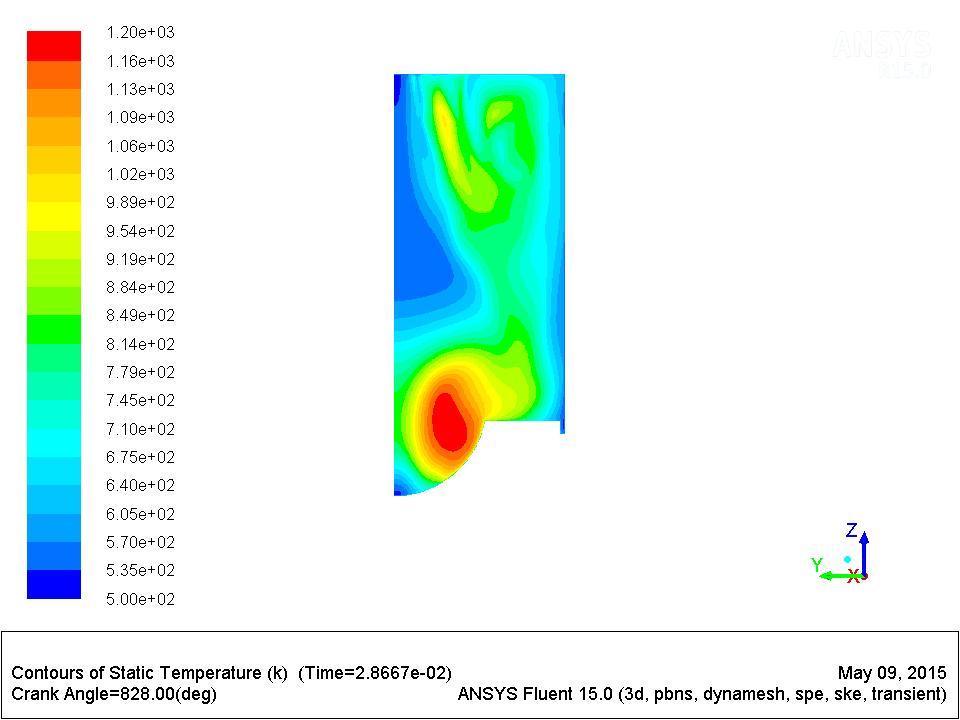 1.20e+03
1.16e+03
1.13e+03
1.09e+03
1.06e+03
1.02e+03
9.89e+02
9.54e+02
9.19e+02
8.84e+02
8.49e+02
8.14e+02
7.79e+02
7.45e+02
7.10e+02
6.75e+02
6.40e+02
6.05e+02
5.70e+02
5.35e+02
5.00e+02
ANSYS
R15.0
Z
Y
X
Contours of Static Temperature (k)  (Time=2.8667e-02)
Crank Angle=828.00(deg)
May 09, 2015
ANSYS Fluent 15.0 (3d, pbns, dynamesh, spe, ske, transient)